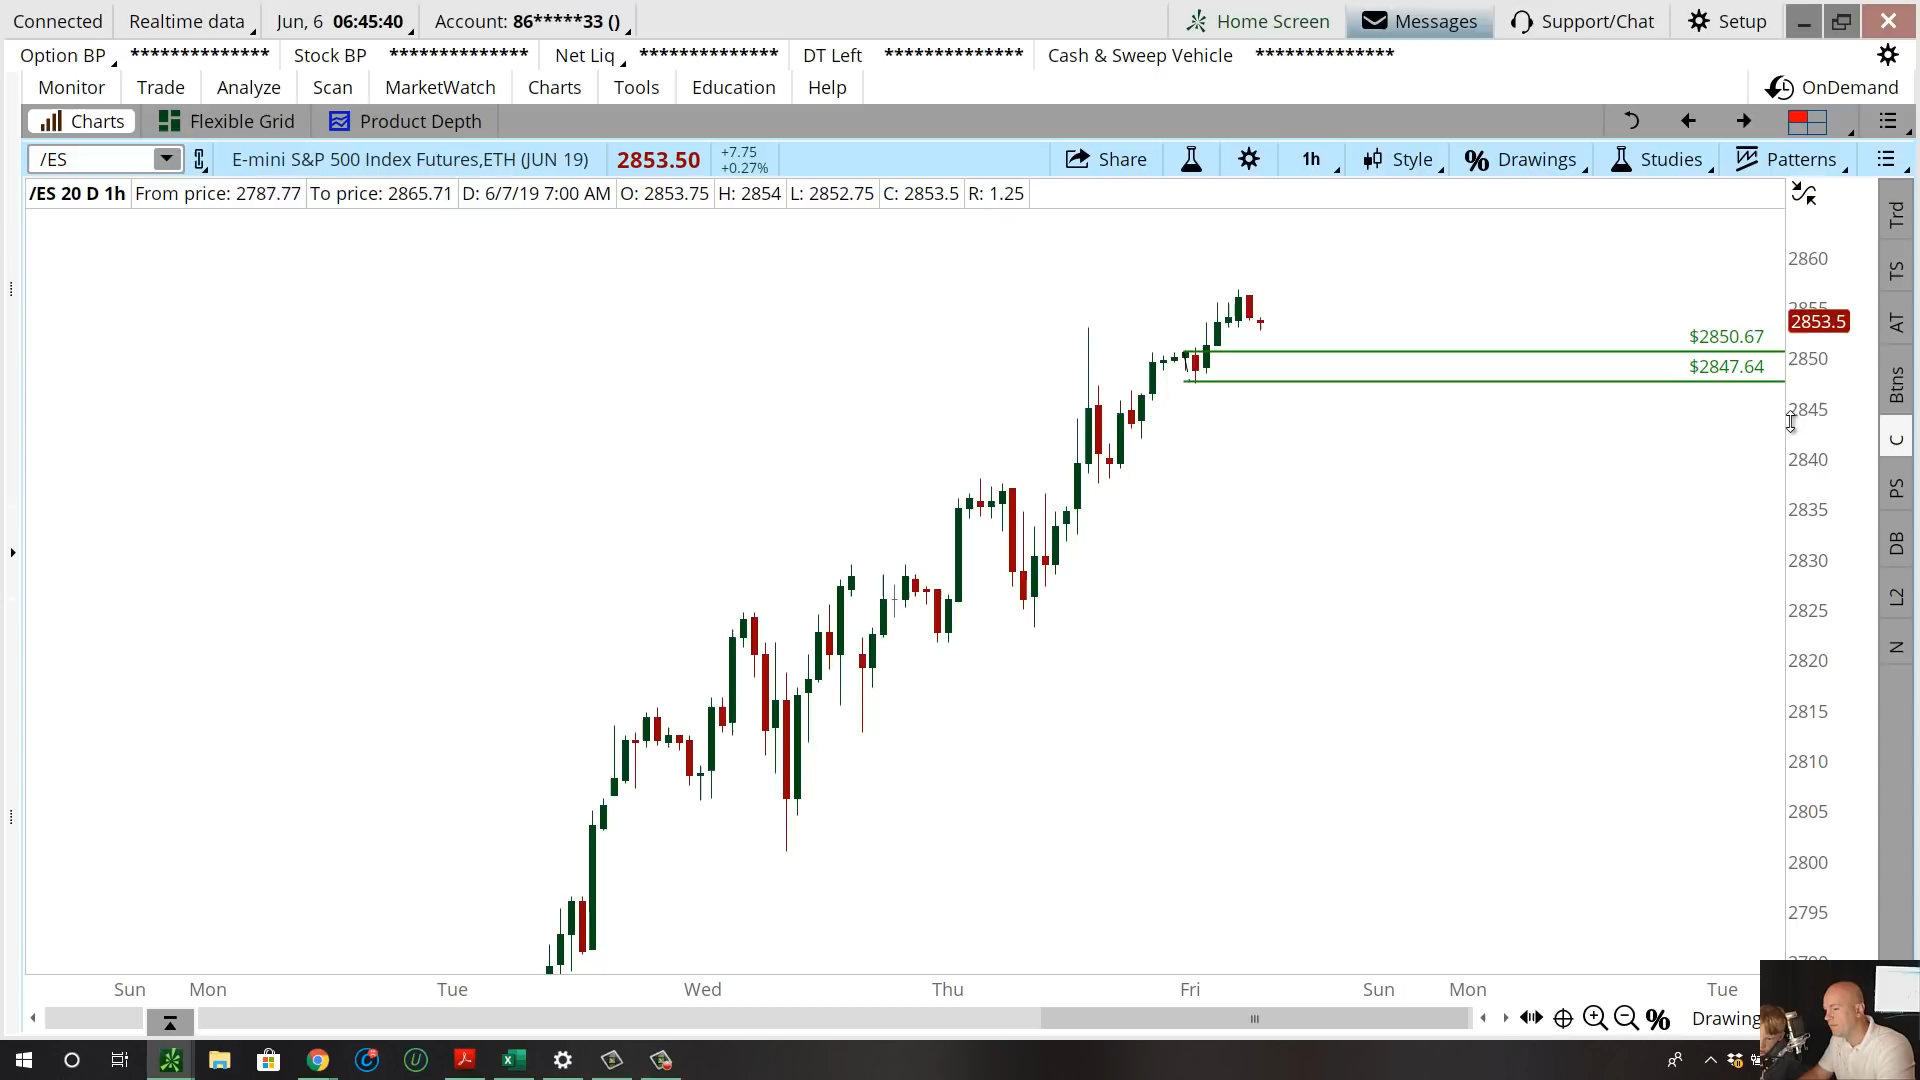 Connected Realtime data Jun, 6 06:45:40 Account: 86*****33 () Home Screen Messages Support/Chat Setup
Option BP ************** Stock BP ************** Net Liq ************** DT Left ************** Cash & Sweep Vehicle **************
Monitor Trade Analyze Scan MarketWatch Charts Tools Education Help OnDemand
Charts Flexible Grid Product Depth
/ES E-mini S&P 500 Index Futures,ETH (JUN 19) 2853.50 +7.75 +0.27% Share 1h Style Drawings Studies Patterns
/ES 20 D 1h From price: 2787.77 To price: 2865.71 D: 6/7/19 7:00 AM O: 2853.75 H: 2854 L: 2852.75 C: 2853.5 R: 1.25
Trd
TS
AT
Btns
C
PS
DB
L2
N
2860
2855
2853.5
$2850.67
2850
$2847.64
2845
2840
2835
2830
2825
2820
2815
2810
2805
2800
2795
Sun Mon Tue Wed Thu Fri Sun Mon Tue
Drawing